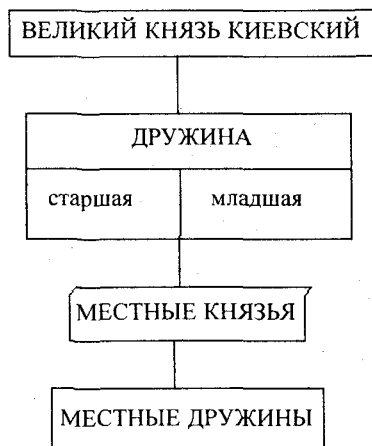 ВЕЛИКИЙ КНЯЗЬ КИЕВСКИЙ
ДРУЖИНА
старшая младшая
МЕСТНЫЕ КНЯЗЬЯ
МЕСТНЫЕ ДРУЖИНЫ